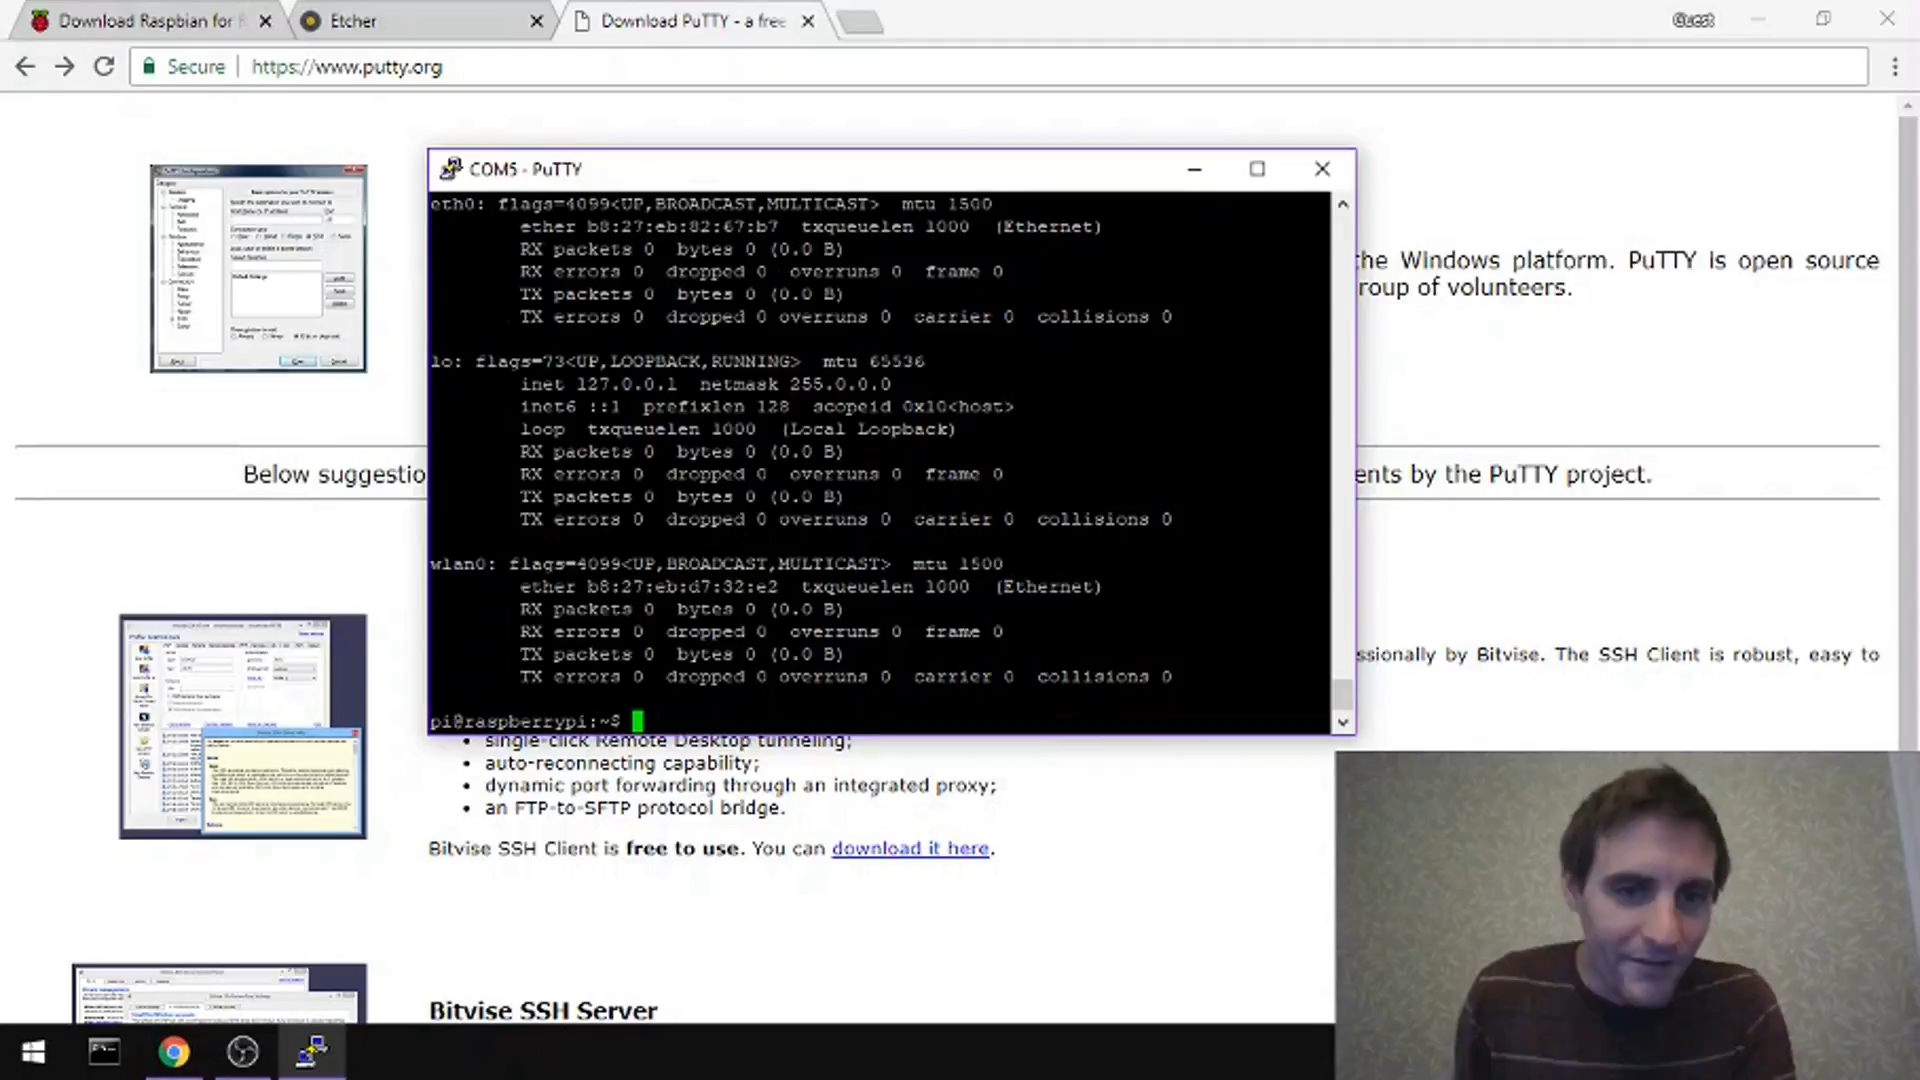 Download Raspbian for R
Etcher
Download PuTTY - a free
Guest
Secure
https://www.putty.org
COM5 - PuTTY
eth0: flags=4099<UP,BROADCAST,MULTICAST>  mtu 1500
ether b8:27:eb:82:67:b7  txqueuelen 1000  (Ethernet)
RX packets 0  bytes 0 (0.0 B)
RX errors 0  dropped 0  overruns 0  frame 0
TX packets 0  bytes 0 (0.0 B)
TX errors 0  dropped 0 overruns 0  carrier 0  collisions 0
lo: flags=73<UP,LOOPBACK,RUNNING>  mtu 65536
inet 127.0.0.1  netmask 255.0.0.0
inet6 ::1  prefixlen 128  scopeid 0x10<host>
loop  txqueuelen 1000  (Local Loopback)
RX packets 0  bytes 0 (0.0 B)
RX errors 0  dropped 0  overruns 0  frame 0
TX packets 0  bytes 0 (0.0 B)
TX errors 0  dropped 0 overruns 0  carrier 0  collisions 0
wlan0: flags=4099<UP,BROADCAST,MULTICAST>  mtu 1500
ether b8:27:eb:d7:32:e2  txqueuelen 1000  (Ethernet)
RX packets 0  bytes 0 (0.0 B)
RX errors 0  dropped 0  overruns 0  frame 0
TX packets 0  bytes 0 (0.0 B)
TX errors 0  dropped 0 overruns 0  carrier 0  collisions 0
pi@raspberrypi:~$
the Windows platform. PuTTY is open source
roup of volunteers.
Below suggestio
ents by the PuTTY project.
ssionally by Bitvise. The SSH Client is robust, easy to
single-click Remote Desktop tunneling;
auto-reconnecting capability;
dynamic port forwarding through an integrated proxy;
an FTP-to-SFTP protocol bridge.
Bitvise SSH Client is free to use. You can download it here.
Bitvise SSH Server